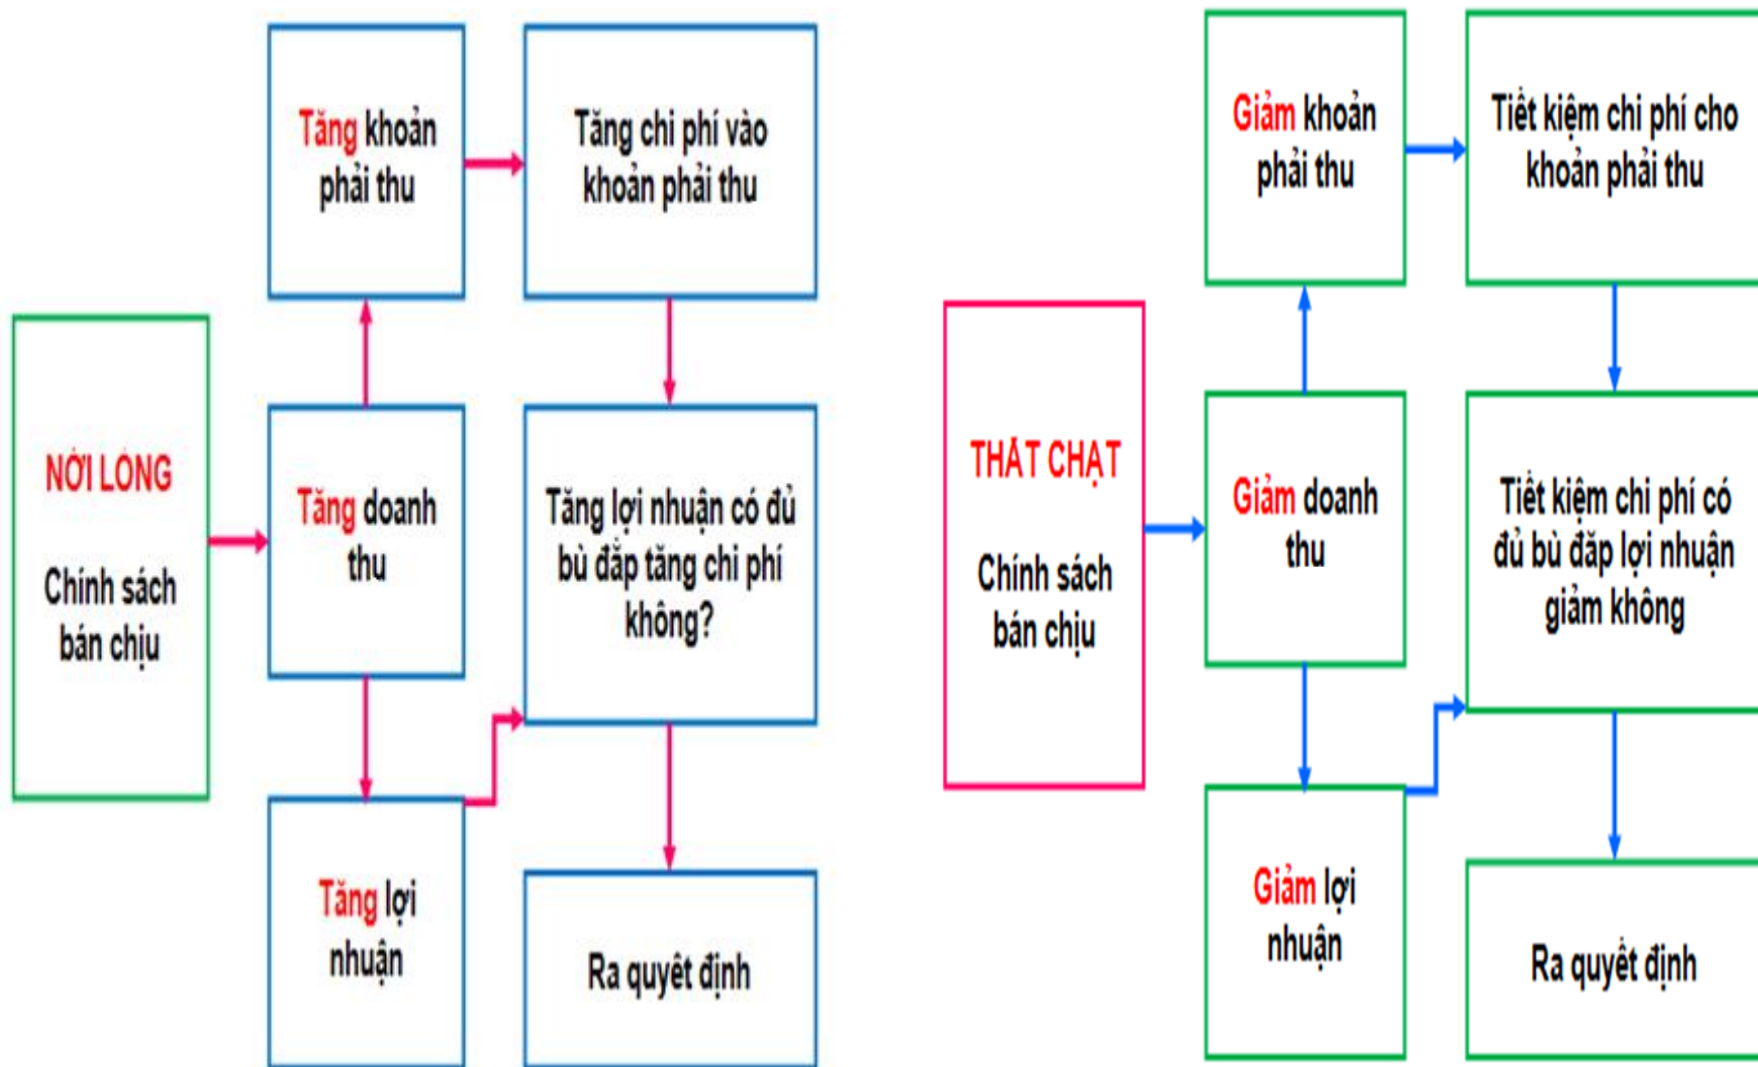 NỚI LỎNG
Chính sách
bán chịu
Tăng khoản
phải thu
Tăng chi phí vào
khoản phải thu
Tăng doanh
thu
Tăng lợi nhuận có đủ
bù đắp tăng chi phí
không?
Tăng lợi
nhuận
Ra quyết định
THẮT CHẶT
Chính sách
bán chịu
Giảm khoản
phải thu
Tiết kiệm chi phí cho
khoản phải thu
Giảm doanh
thu
Tiết kiệm chi phí có
đủ bù đắp lợi nhuận
giảm không
Giảm lợi
nhuận
Ra quyết định